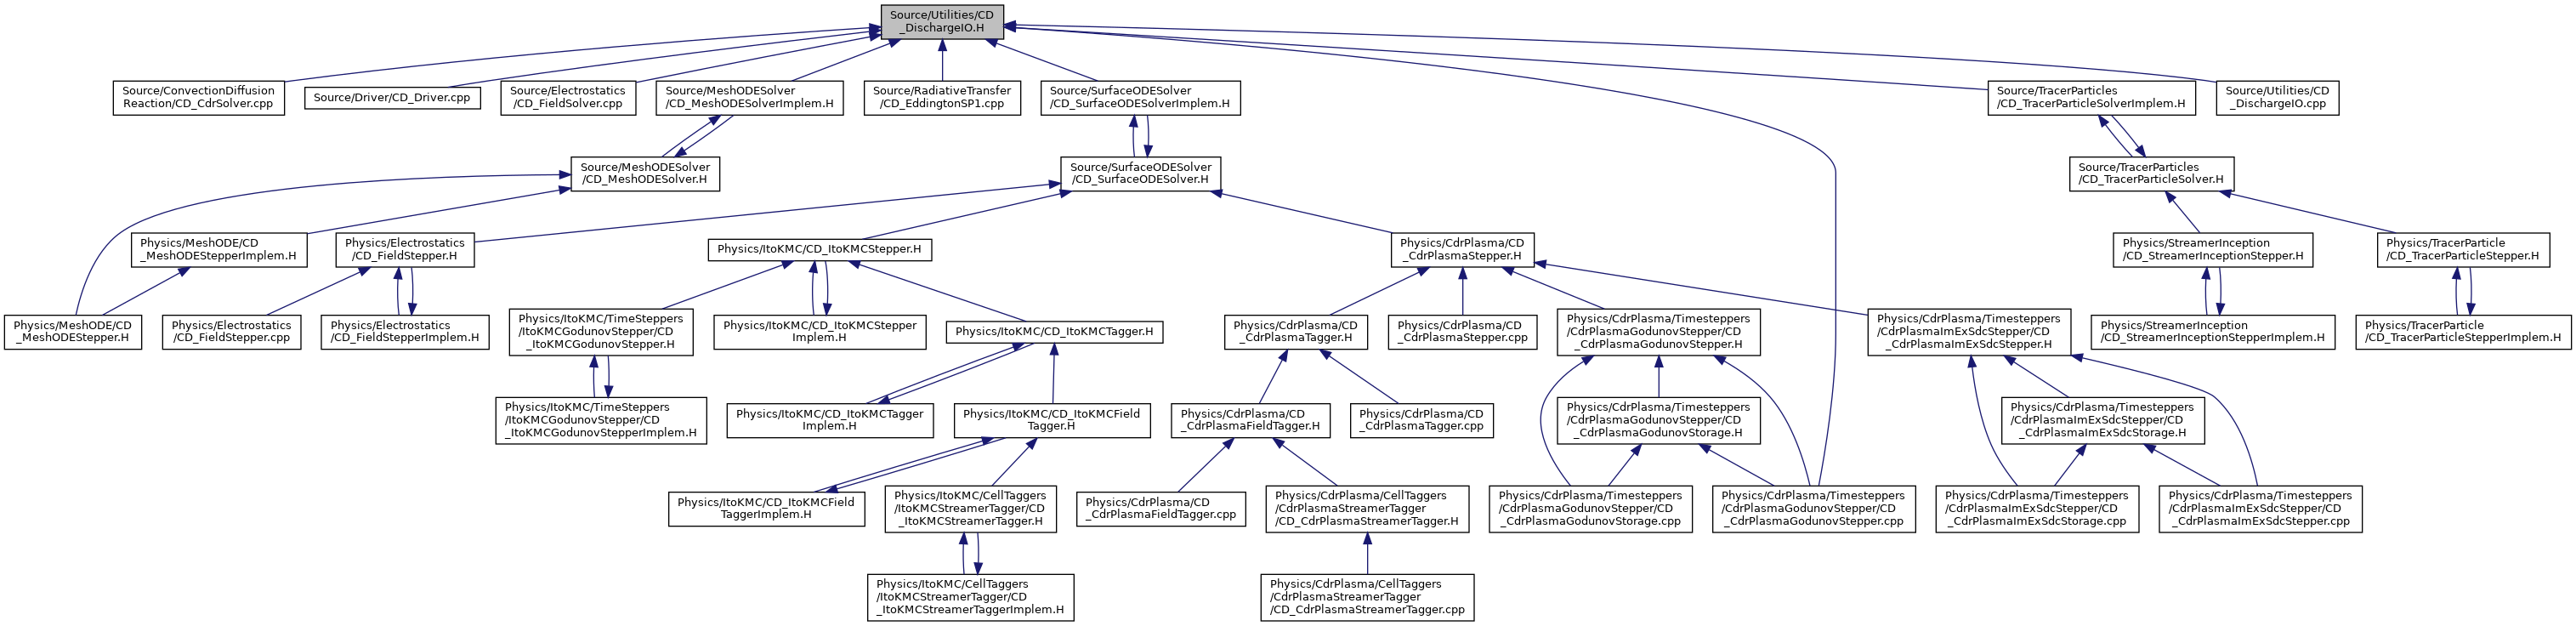 Source/Utilities/CD
_DischargeIO.H
Source/ConvectionDiffusion
Reaction/CD_CdrSolver.cpp
Source/Driver/CD_Driver.cpp
Source/Electrostatics
/CD_FieldSolver.cpp
Source/MeshODESolver
/CD_MeshODESolverImplem.H
Source/RadiativeTransfer
/CD_EddingtonSP1.cpp
Source/SurfaceODESolver
/CD_SurfaceODESolverImplem.H
Source/TracerParticles
/CD_TracerParticleSolverImplem.H
Source/Utilities/CD
_DischargeIO.cpp
Source/MeshODESolver
/CD_MeshODESolver.H
Source/SurfaceODESolver
/CD_SurfaceODESolver.H
Source/TracerParticles
/CD_TracerParticleSolver.H
Physics/MeshODE/CD
_MeshODEStepperImplem.H
Physics/Electrostatics
/CD_FieldStepper.H
Physics/ItoKMC/CD_ItoKMCStepper.H
Physics/CdrPlasma/CD
_CdrPlasmaStepper.H
Physics/StreamerInception
/CD_StreamerInceptionStepper.H
Physics/TracerParticle
/CD_TracerParticleStepper.H
Physics/MeshODE/CD
_MeshODEStepper.H
Physics/Electrostatics
/CD_FieldStepper.cpp
Physics/Electrostatics
/CD_FieldStepperImplem.H
Physics/ItoKMC/TimeSteppers
/ItoKMCGodunovStepper/CD
_ItoKMCGodunovStepper.H
Physics/ItoKMC/CD_ItoKMCStepper
Implem.H
Physics/ItoKMC/CD_ItoKMCTagger.H
Physics/CdrPlasma/CD
_CdrPlasmaTagger.H
Physics/CdrPlasma/CD
_CdrPlasmaStepper.cpp
Physics/CdrPlasma/Timesteppers
/CdrPlasmaGodunovStepper/CD
_CdrPlasmaGodunovStepper.H
Physics/CdrPlasma/Timesteppers
/CdrPlasmaImExSdcStepper/CD
_CdrPlasmaImExSdcStepper.H
Physics/StreamerInception
/CD_StreamerInceptionStepperImplem.H
Physics/TracerParticle
/CD_TracerParticleStepperImplem.H
Physics/ItoKMC/TimeSteppers
/ItoKMCGodunovStepper/CD
_ItoKMCGodunovStepperImplem.H
Physics/ItoKMC/CD_ItoKMCTagger
Implem.H
Physics/ItoKMC/CD_ItoKMCField
Tagger.H
Physics/CdrPlasma/CD
_CdrPlasmaFieldTagger.H
Physics/CdrPlasma/CD
_CdrPlasmaTagger.cpp
Physics/CdrPlasma/Timesteppers
/CdrPlasmaGodunovStepper/CD
_CdrPlasmaGodunovStorage.H
Physics/CdrPlasma/Timesteppers
/CdrPlasmaImExSdcStepper/CD
_CdrPlasmaImExSdcStorage.H
Physics/ItoKMC/CD_ItoKMCField
TaggerImplem.H
Physics/ItoKMC/CellTaggers
/ItoKMCStreamerTagger/CD
_ItoKMCStreamerTagger.H
Physics/CdrPlasma/CD
_CdrPlasmaFieldTagger.cpp
Physics/CdrPlasma/CellTaggers
/CdrPlasmaStreamerTagger
/CD_CdrPlasmaStreamerTagger.H
Physics/CdrPlasma/Timesteppers
/CdrPlasmaGodunovStepper/CD
_CdrPlasmaGodunovStorage.cpp
Physics/CdrPlasma/Timesteppers
/CdrPlasmaGodunovStepper/CD
_CdrPlasmaGodunovStepper.cpp
Physics/CdrPlasma/Timesteppers
/CdrPlasmaImExSdcStepper/CD
_CdrPlasmaImExSdcStorage.cpp
Physics/CdrPlasma/Timesteppers
/CdrPlasmaImExSdcStepper/CD
_CdrPlasmaImExSdcStepper.cpp
Physics/ItoKMC/CellTaggers
/ItoKMCStreamerTagger/CD
_ItoKMCStreamerTaggerImplem.H
Physics/CdrPlasma/CellTaggers
/CdrPlasmaStreamerTagger
/CD_CdrPlasmaStreamerTagger.cpp